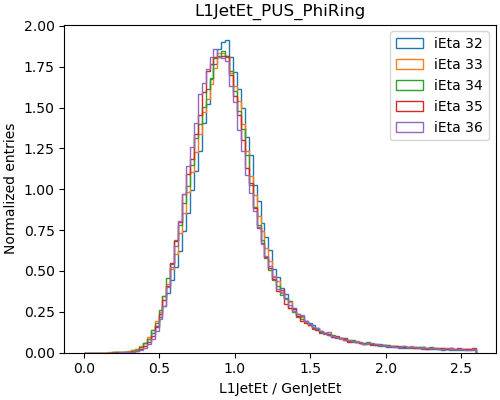 L1JetEt_PUS_PhiRing
Normalized entries
2.00
1.75
1.50
1.25
1.00
0.75
0.50
0.25
0.00
iEta 32
iEta 33
iEta 34
iEta 35
iEta 36
0.0 0.5 1.0 1.5 2.0 2.5
L1JetEt / GenJetEt